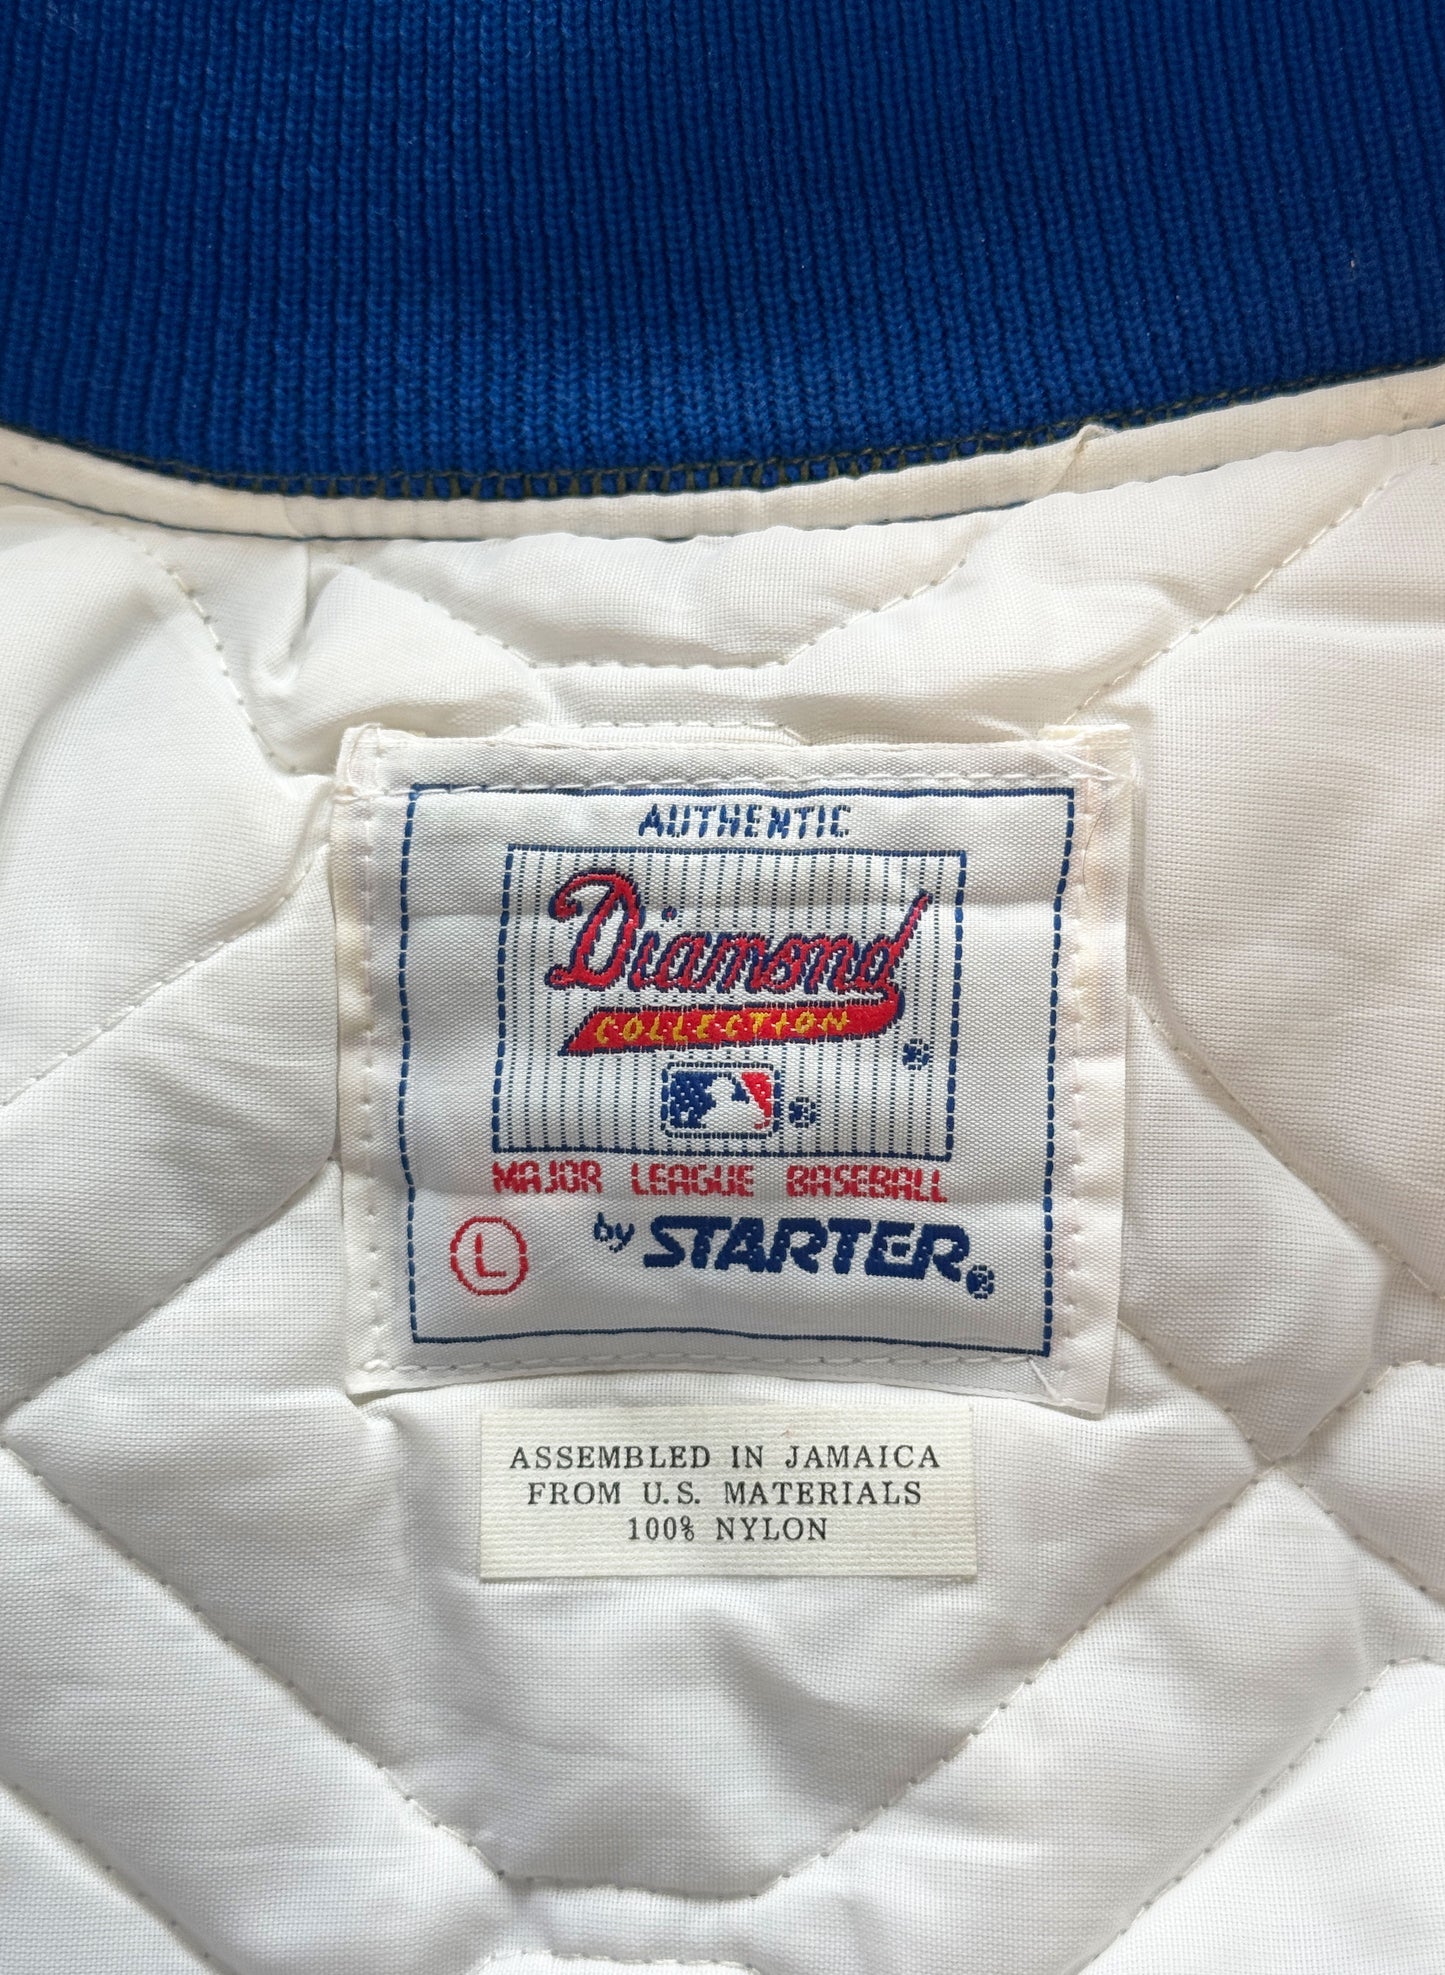 AUTHENTIC
Diamond
COLLECTION
®
®
MAJOR LEAGUE BASEBALL
L
by STARTER®
ASSEMBLED IN JAMAICA
FROM U.S. MATERIALS
100% NYLON